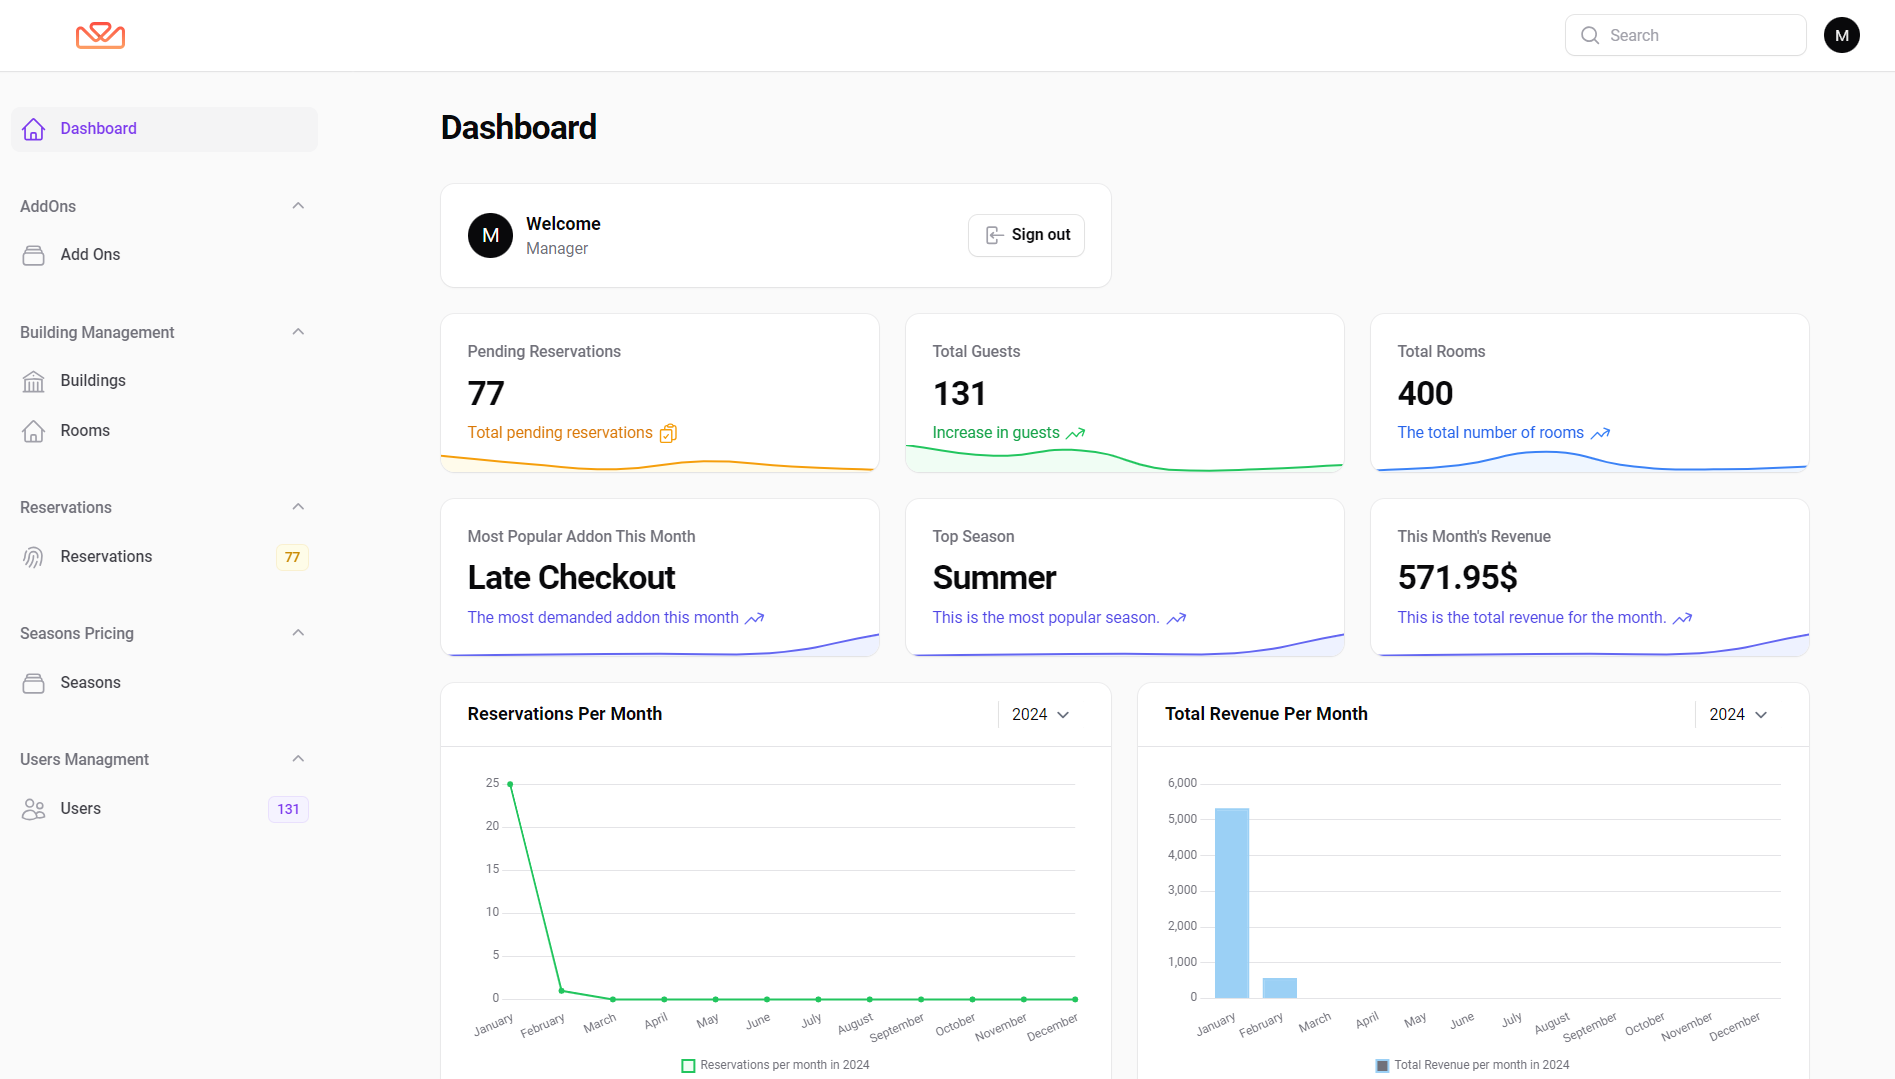 Search
M
Dashboard
AddOns
Add Ons
Building Management
Buildings
Rooms
Reservations
Reservations 77
Seasons Pricing
Seasons
Users Managment
Users 131
Dashboard
M
Welcome
Manager
Sign out
Pending Reservations
77
Total pending reservations
Total Guests
131
Increase in guests
Total Rooms
400
The total number of rooms
Most Popular Addon This Month
Late Checkout
The most demanded addon this month
Top Season
Summer
This is the most popular season.
This Month's Revenue
571.95$
This is the total revenue for the month.
Reservations Per Month
2024
25
20
15
10
5
0
January
February
March
April
May
June
July
August
September
October
November
December
Reservations per month in 2024
Total Revenue Per Month
2024
6,000
5,000
4,000
3,000
2,000
1,000
0
January
February
March
April
May
June
July
August
September
October
November
December
Total Revenue per month in 2024